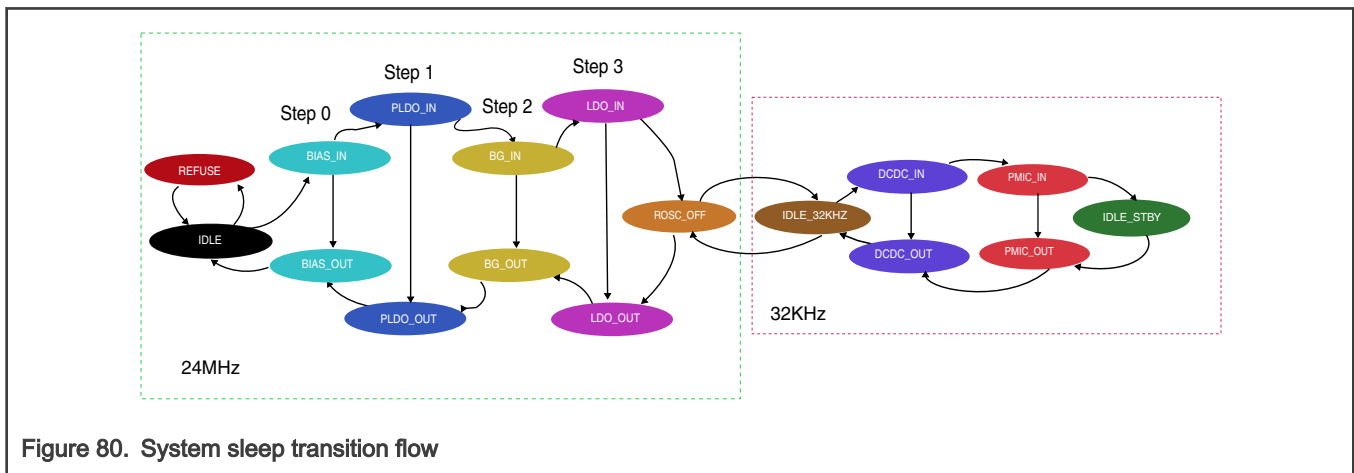 Step 0
Step 1
Step 2
Step 3
REFUSE
IDLE
BIAS_IN
BIAS_OUT
PLDO_IN
PLDO_OUT
BG_IN
BG_OUT
LDO_IN
LDO_OUT
ROSC_OFF
IDLE_32KHZ
DCDC_IN
DCDC_OUT
PMIC_IN
PMIC_OUT
IDLE_STBY
24MHz
32KHz
Figure 80. System sleep transition flow